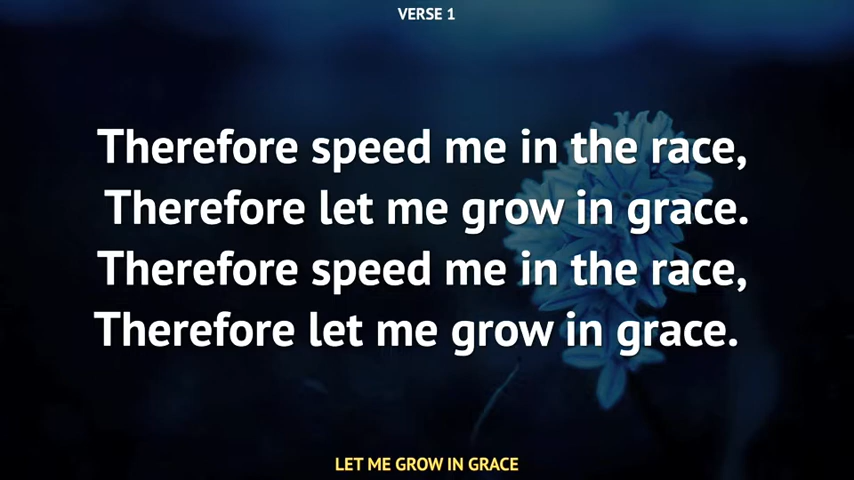 VERSE 1
Therefore speed me in the race,
Therefore let me grow in grace.
Therefore speed me in the race,
Therefore let me grow in grace.
LET ME GROW IN GRACE